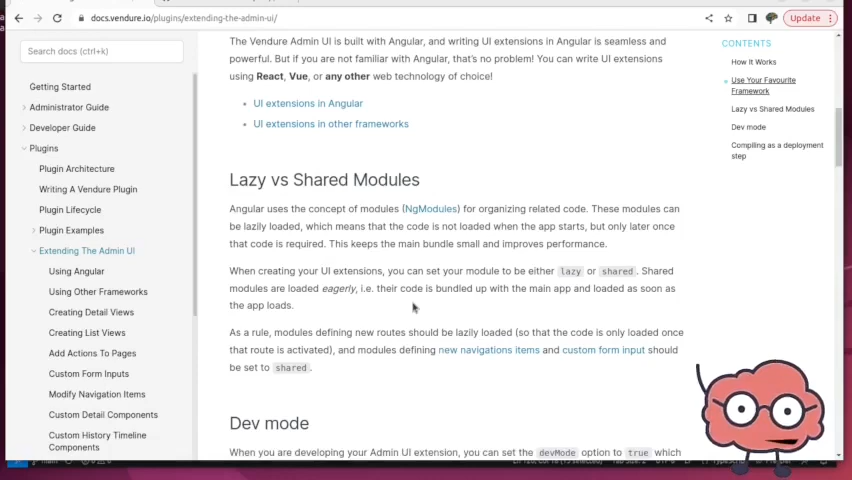 docs.vendure.io/plugins/extending-the-admin-ui/
Update
Search docs (ctrl+k)
Getting Started
Administrator Guide
Developer Guide
Plugins
Plugin Architecture
Writing A Vendure Plugin
Plugin Lifecycle
Plugin Examples
Extending The Admin UI
Using Angular
Using Other Frameworks
Creating Detail Views
Creating List Views
Add Actions To Pages
Custom Form Inputs
Modify Navigation Items
Custom Detail Components
Custom History Timeline
Components
The Vendure Admin UI is built with Angular, and writing UI extensions in Angular is seamless and
powerful. But if you are not familiar with Angular, that's no problem! You can write UI extensions
using React, Vue, or any other web technology of choice!
• UI extensions in Angular
• UI extensions in other frameworks
Lazy vs Shared Modules
Angular uses the concept of modules (NgModules) for organizing related code. These modules can
be lazily loaded, which means that the code is not loaded when the app starts, but only later once
that code is required. This keeps the main bundle small and improves performance.
When creating your UI extensions, you can set your module to be either lazy or shared. Shared
modules are loaded eagerly, i.e. their code is bundled up with the main app and loaded as soon as
the app loads.
As a rule, modules defining new routes should be lazily loaded (so that the code is only loaded once
that route is activated), and modules defining new navigations items and custom form input should
be set to shared.
Dev mode
When you are developing your Admin UI extension, you can set the devMode option to true which
CONTENTS
How It Works
Use Your Favourite
Framework
Lazy vs Shared Modules
Dev mode
Compiling as a deployment
step